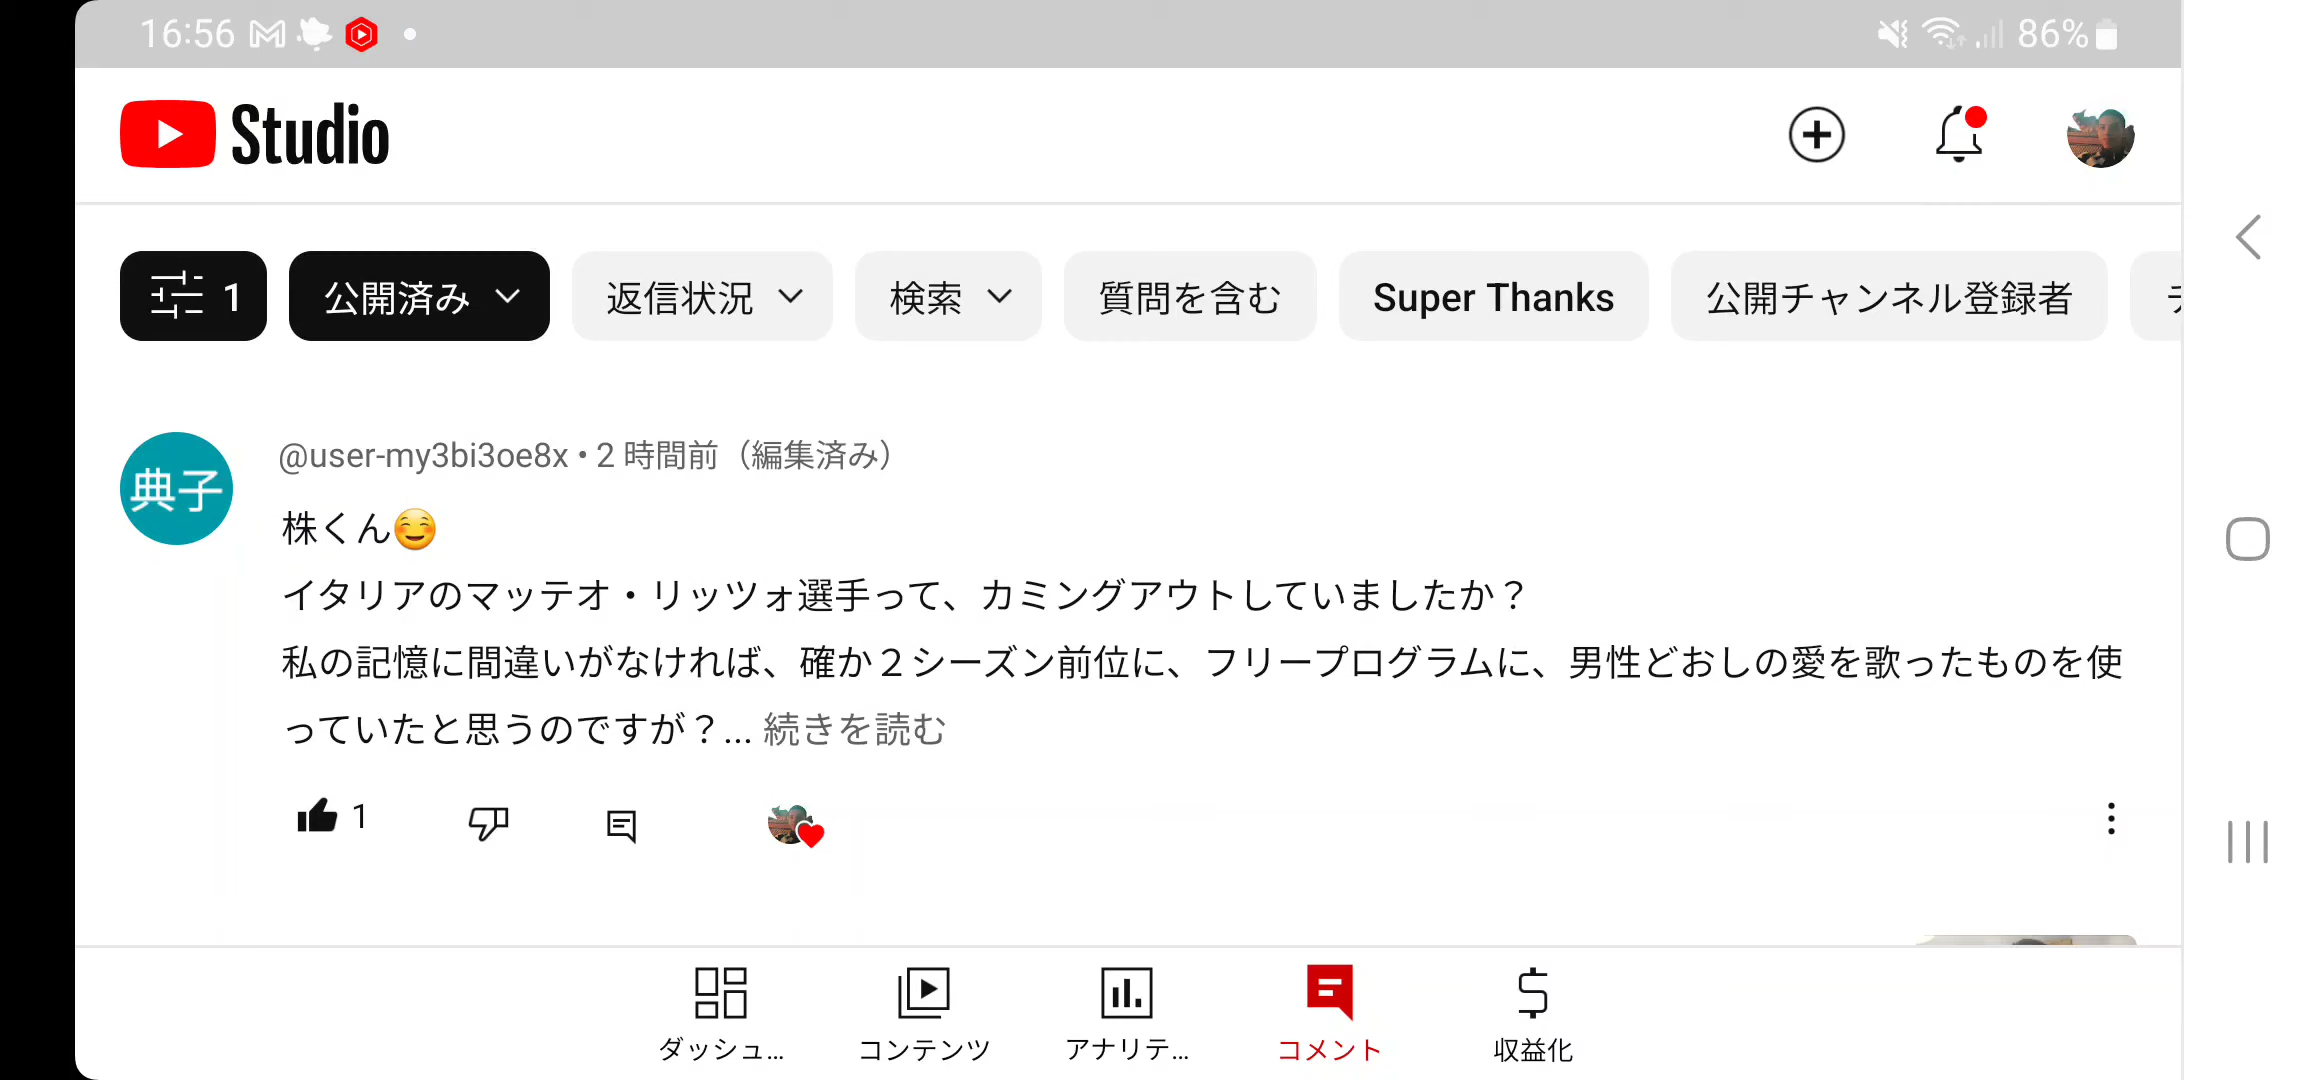 16:56
86%
Studio
1
公開済み
返信状況
検索
質問を含む
Super Thanks
公開チャンネル登録者
典子
@user-my3bi3oe8x • 2 時間前（編集済み）
株くん😊
イタリアのマッテオ・リッツォ選手って、カミングアウトしていましたか？
私の記憶に間違いがなければ、確か２シーズン前位に、フリープログラムに、男性どおしの愛を歌ったものを使
っていたと思うのですが？... 続きを読む
1
ダッシュ...
コンテンツ
アナリテ...
コメント
収益化